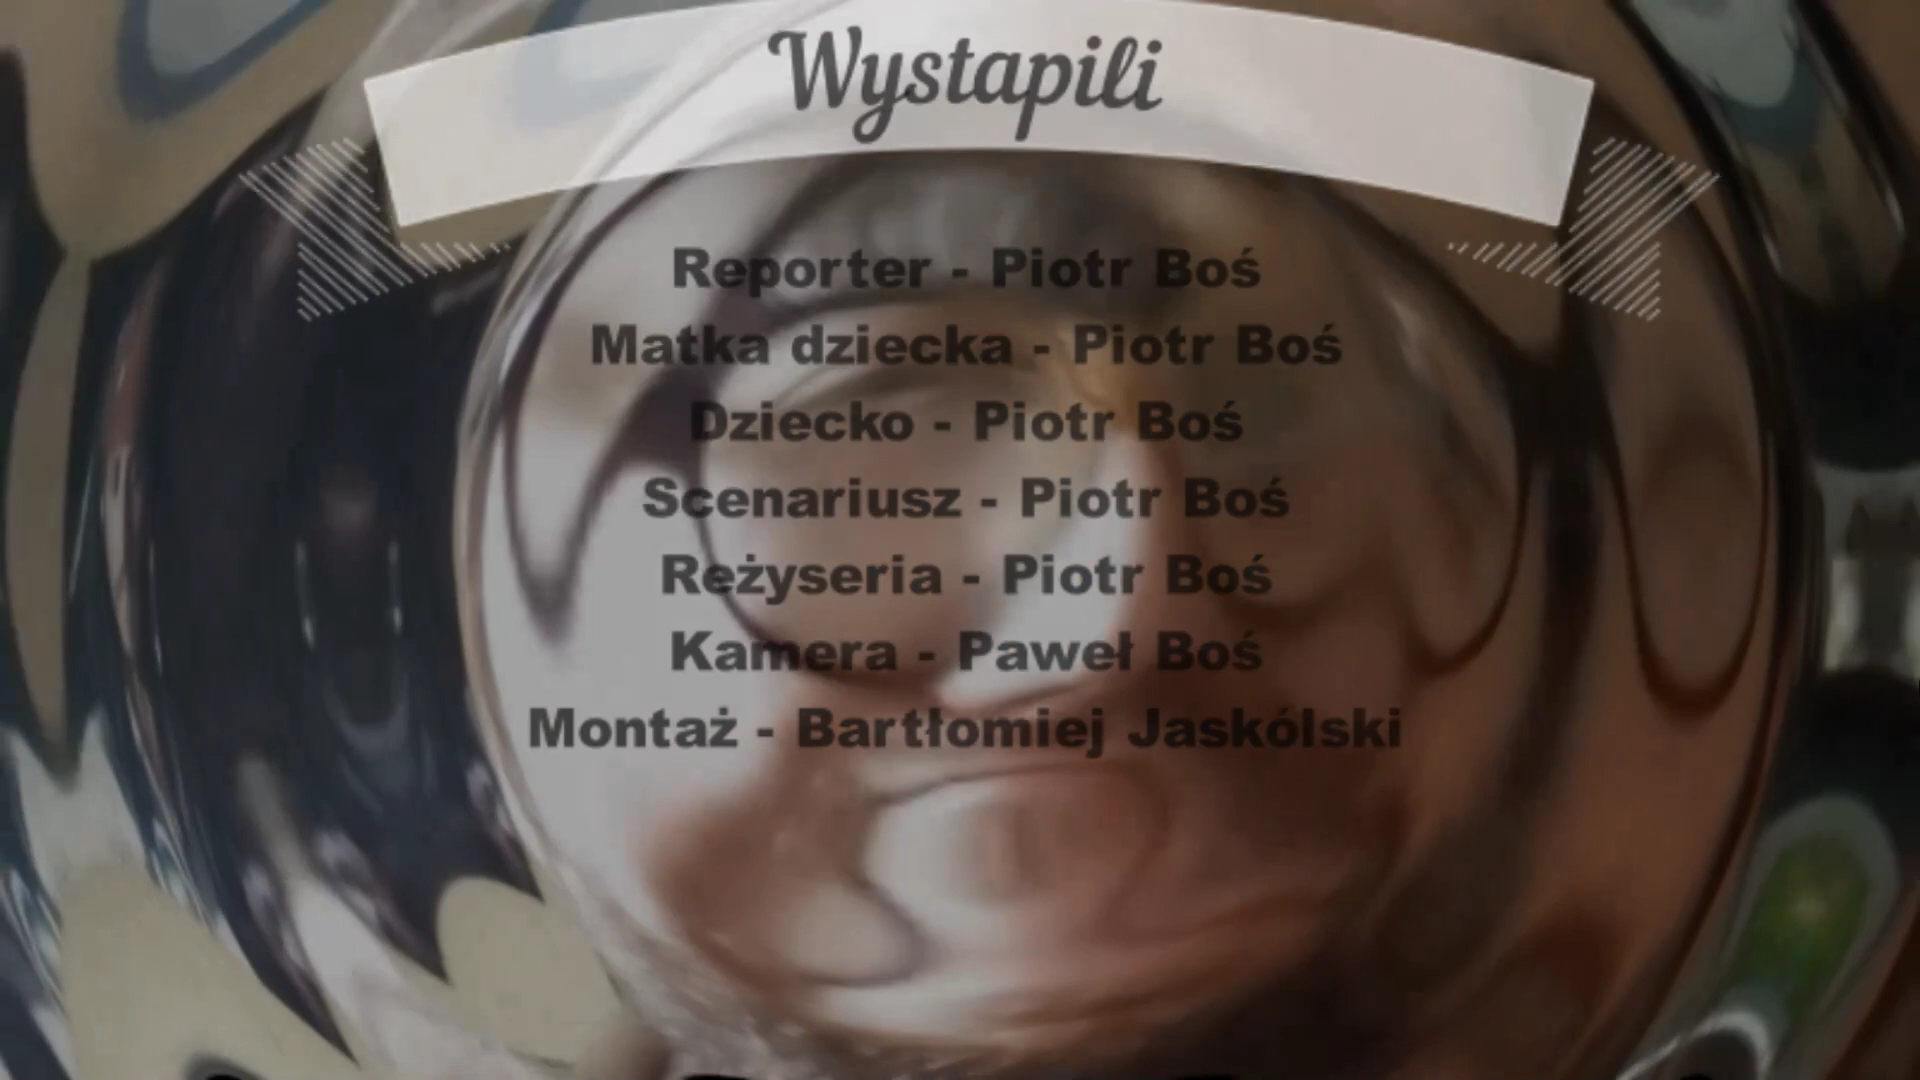 Wystapili
Reporter - Piotr Boś
Matka dziecka - Piotr Boś
Dziecko - Piotr Boś
Scenariusz - Piotr Boś
Reżyseria - Piotr Boś
Kamera - Paweł Boś
Montaż - Bartłomiej Jaskólski